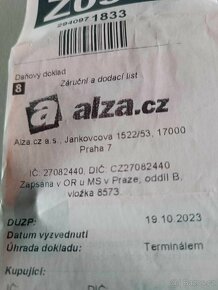 2940971833
Daňový doklad
8
Záruční a dodací list
a alza.cz
Alza.cz a.s., Jankovcova 1522/53, 17000
Praha 7
IČ: 27082440, DIČ: CZ27082440
Zapsána v OR u MS v Praze, oddíl B,
vložka 8573.
DUZP: 19.10.2023
Datum vyzvednutí
Úhrada dokladu: Terminálem
Kupující: